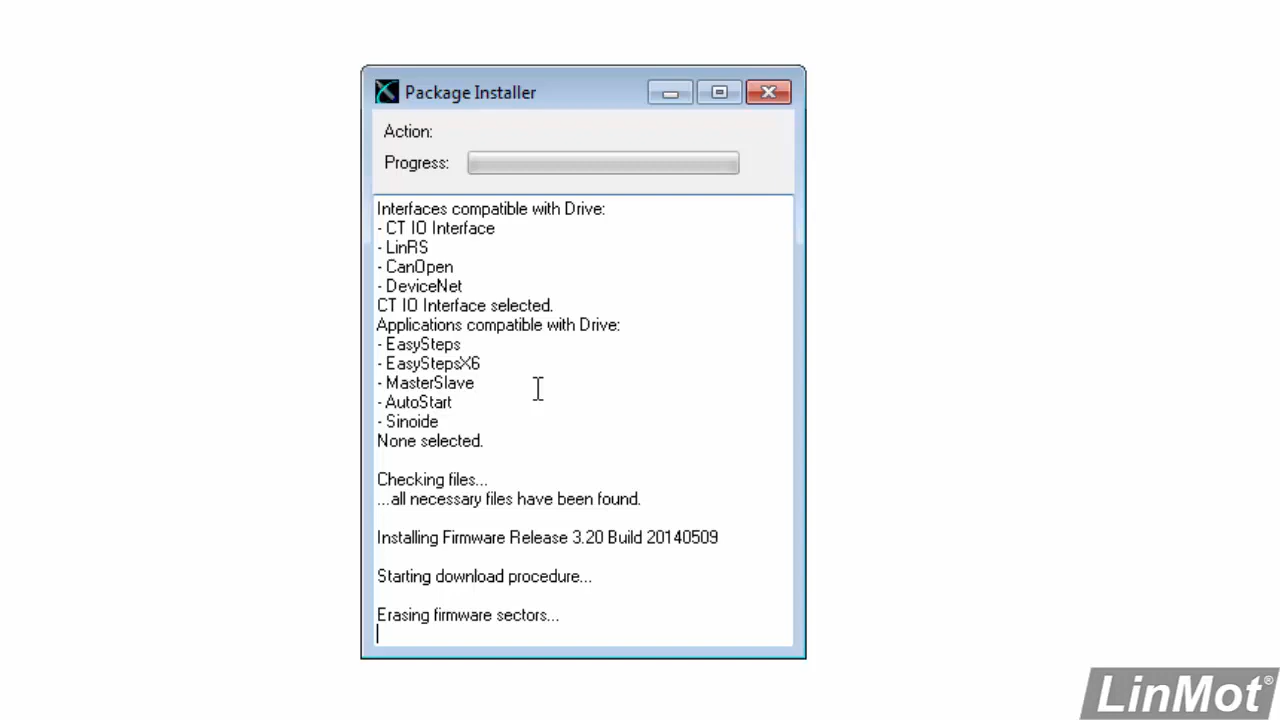 Package Installer
Action:
Progress:
Interfaces compatible with Drive:
- CT IO Interface
- LinRS
- CanOpen
- DeviceNet
CT IO Interface selected.
Applications compatible with Drive:
- EasySteps
- EasyStepsX6
- MasterSlave
- AutoStart
- Sinoide
None selected.
Checking files...
...all necessary files have been found.
Installing Firmware Release 3.20 Build 20140509
Starting download procedure...
Erasing firmware sectors...
LinMot®